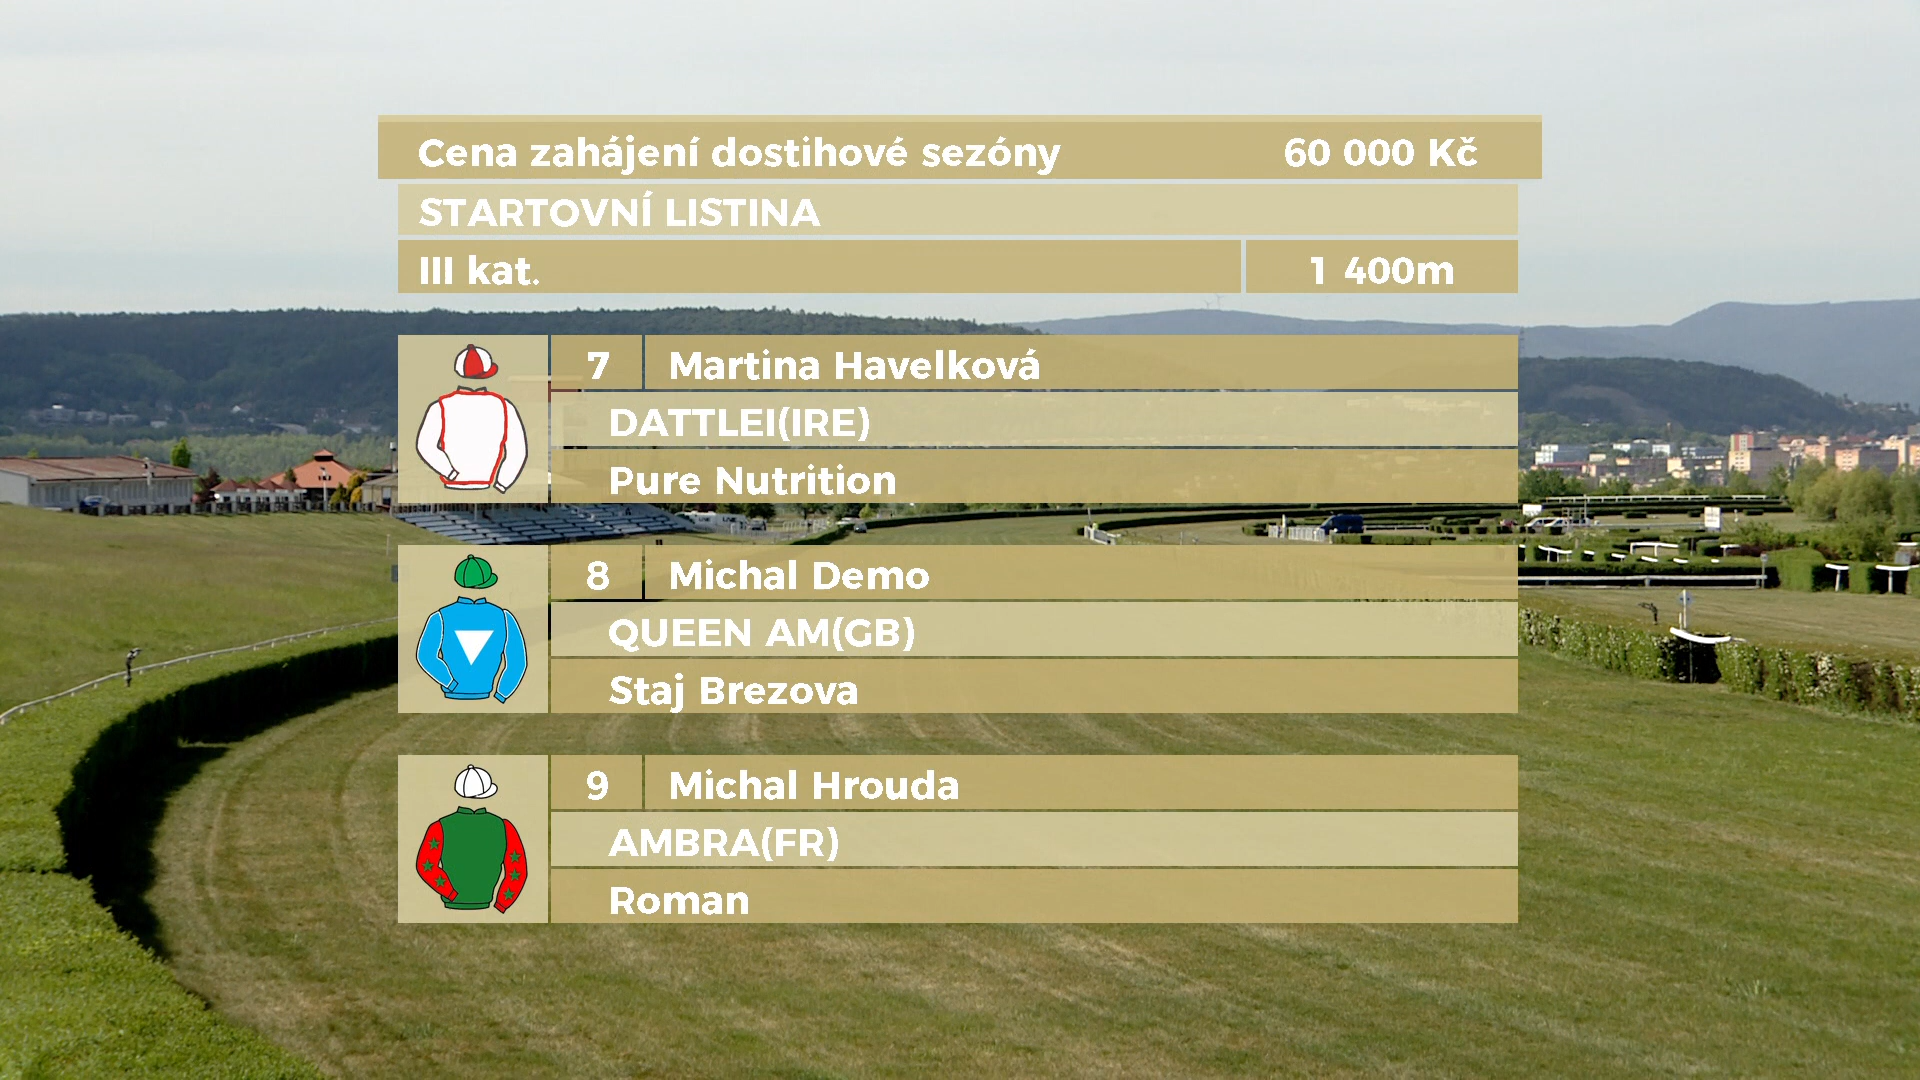 Cena zahájení dostihové sezóny 60 000 Kč
STARTOVNÍ LISTINA
III kat. 1 400m
7 Martina Havelková
DATTLEI(IRE)
Pure Nutrition
8 Michal Demo
QUEEN AM(GB)
Staj Brezova
9 Michal Hrouda
AMBRA(FR)
Roman